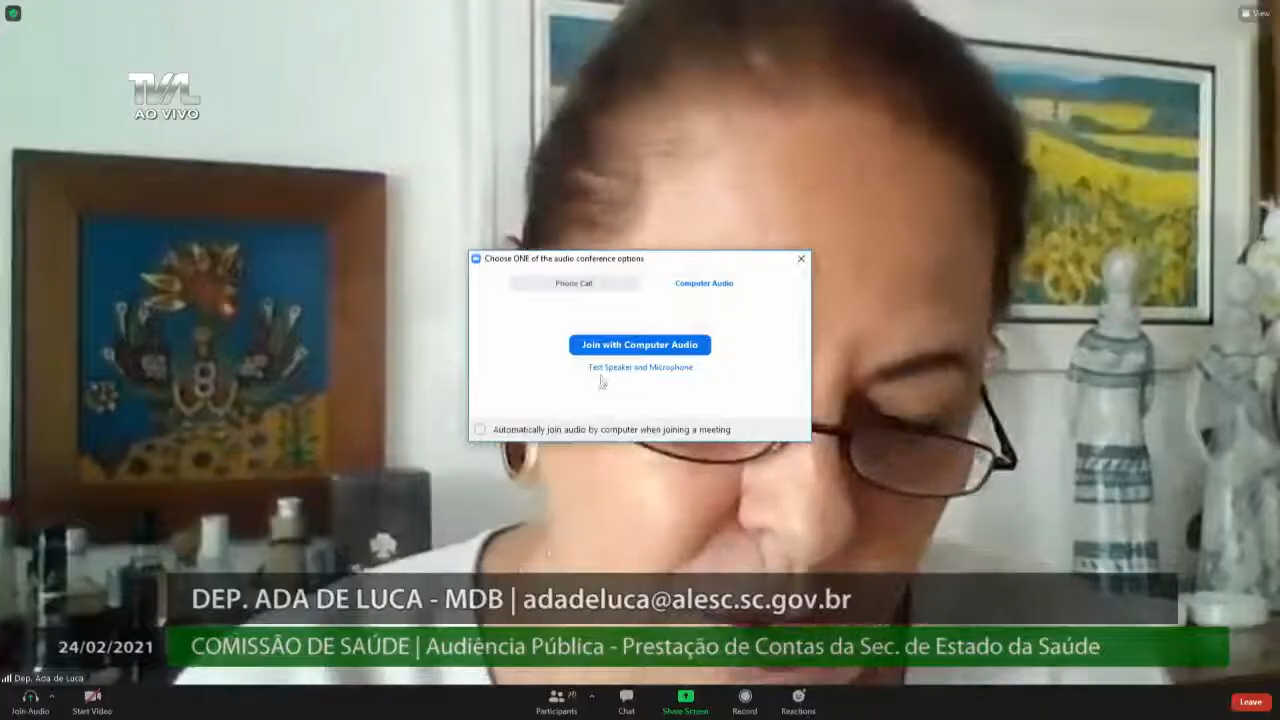 View
TVAL
AO VIVO
Choose ONE of the audio conference options
Phone Call
Computer Audio
Join with Computer Audio
Test Speaker and Microphone
Automatically join audio by computer when joining a meeting
DEP. ADA DE LUCA - MDB | adadeluca@alesc.sc.gov.br
24/02/2021
COMISSÃO DE SAÚDE | Audiência Pública - Prestação de Contas da Sec. de Estado da Saúde
Dep. Ada de Luca
Join Audio
Start Video
Participants
Chat
Share Screen
Record
Reactions
Leave